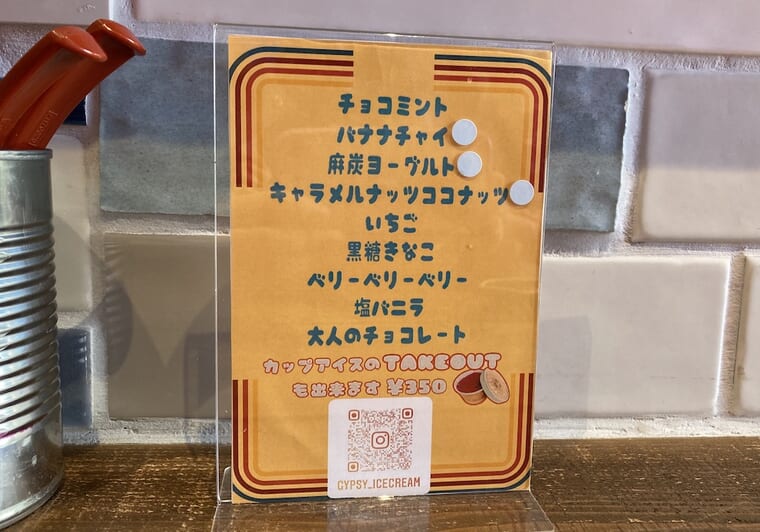 チョコミント
バナナチャイ
麻炭ヨーグルト
キャラメルナッツココナッツ
いちご
黒糖きなこ
ベリーベリーベリー
塩バニラ
大人のチョコレート
カップアイスのTAKEOUT
も出来ます ¥350
GYPSY_ICECREAM